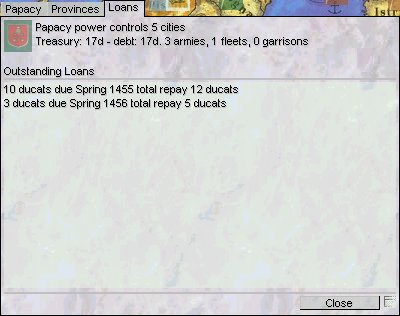 Papacy Provinces Loans
Papacy power controls 5 cities
Treasury: 17d - debt: 17d. 3 armies, 1 fleets, 0 garrisons
Outstanding Loans
10 ducats due Spring 1455 total repay 12 ducats
3 ducats due Spring 1456 total repay 5 ducats
Close